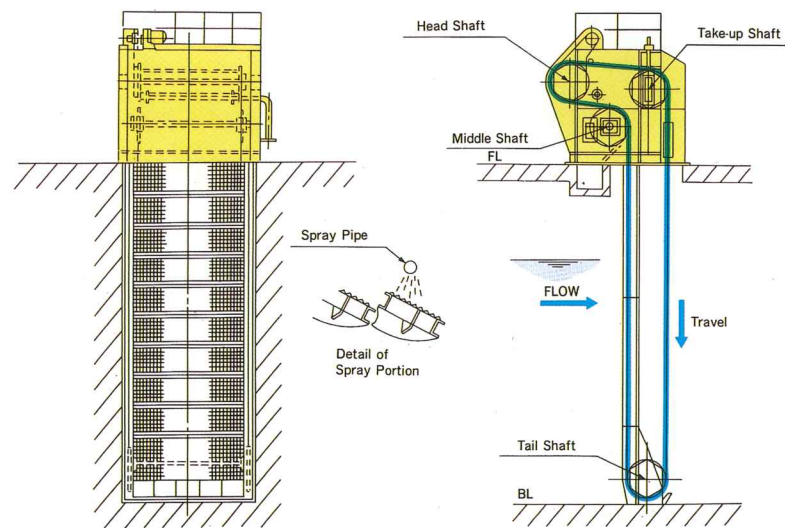 Head Shaft
Take-up Shaft
Middle Shaft
FL
Spray Pipe
FLOW
Travel
Detail of
Spray Portion
Tail Shaft
BL